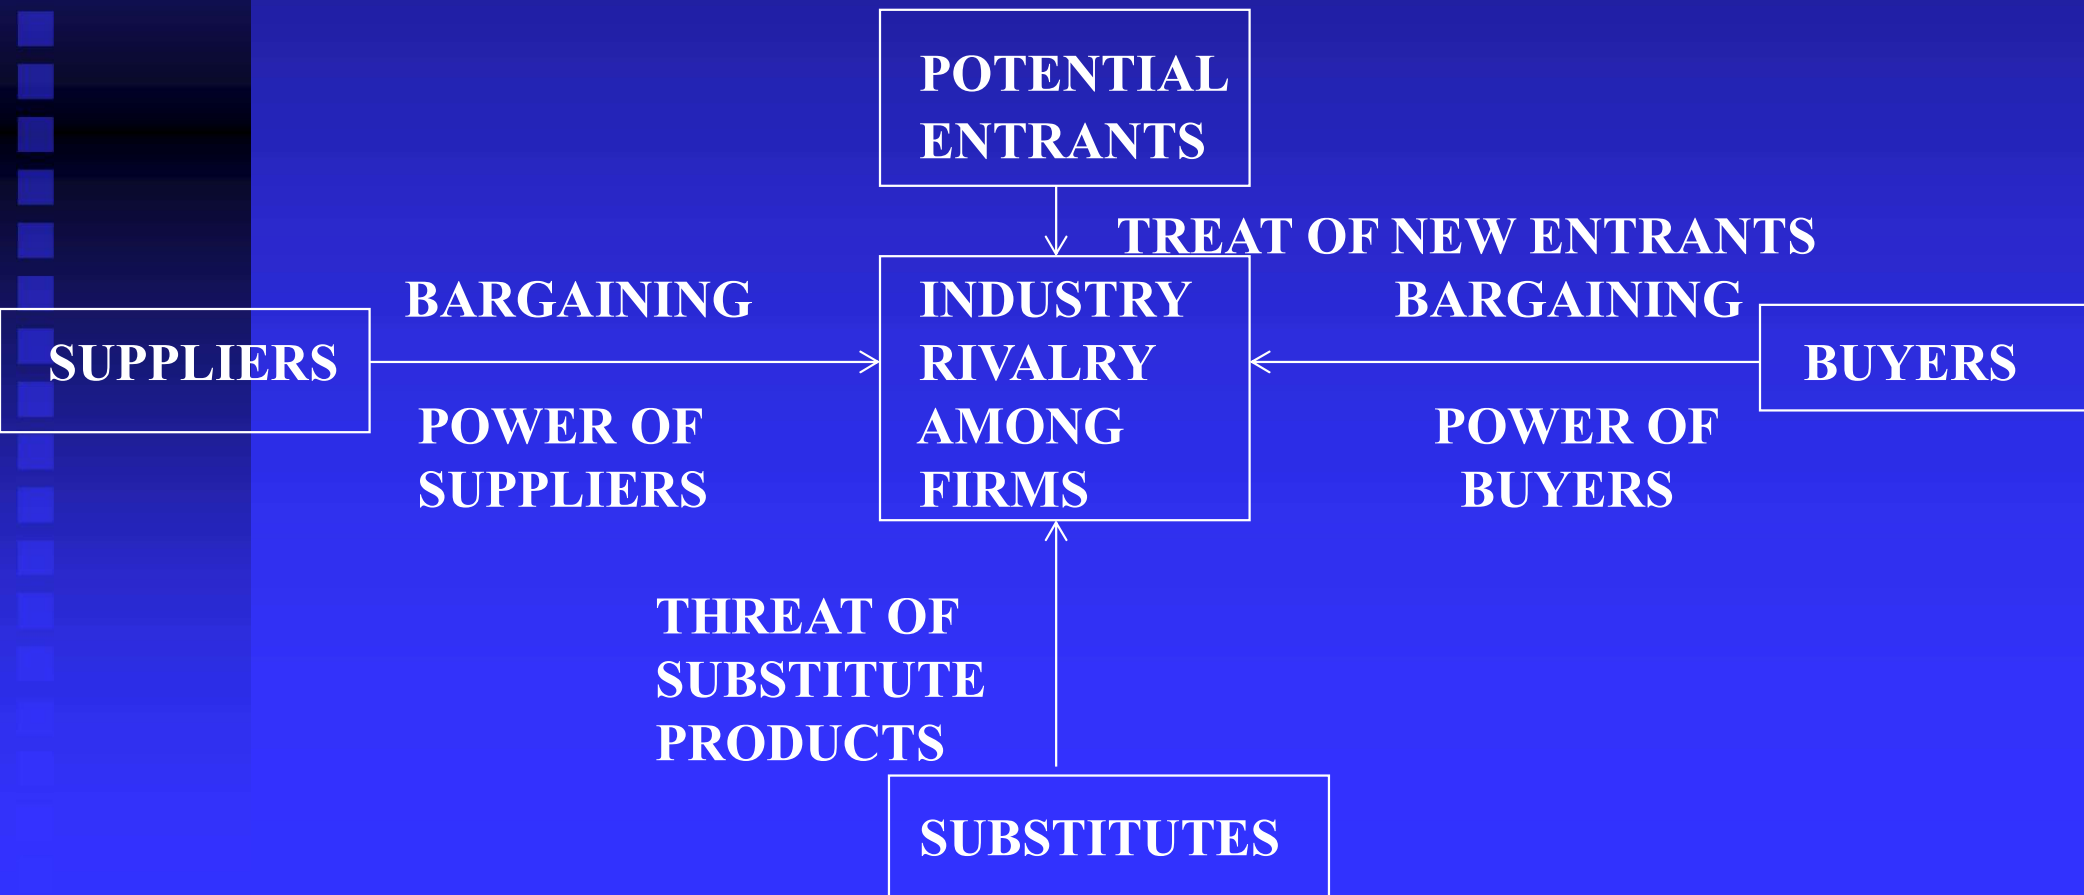 POTENTIAL
ENTRANTS
TREAT OF NEW ENTRANTS
BARGAINING
SUPPLIERS
POWER OF
SUPPLIERS
INDUSTRY
RIVALRY
AMONG
FIRMS
BARGAINING
BUYERS
POWER OF
BUYERS
THREAT OF
SUBSTITUTE
PRODUCTS
SUBSTITUTES